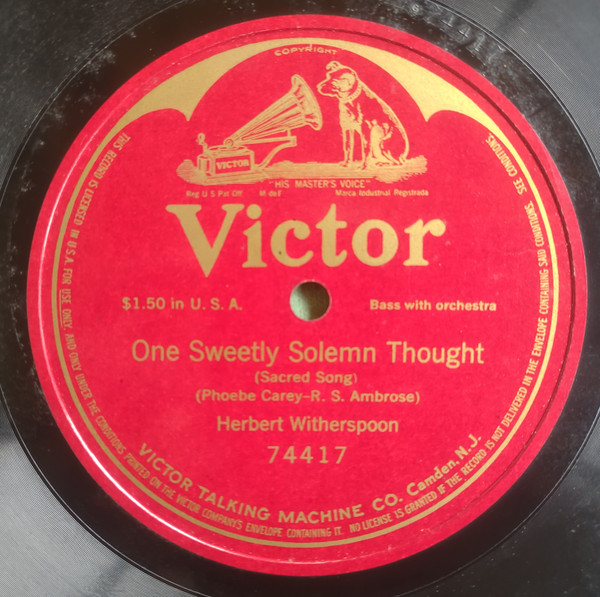 COPYRIGHT
VICTOR
"HIS MASTER'S VOICE"
Reg U S Pat Off M de F Marca Industrial Registrada
Victor
$1.50 in U. S. A. Bass with orchestra
One Sweetly Solemn Thought
(Sacred Song)
(Phoebe Carey–R. S. Ambrose)
Herbert Witherspoon
74417
VICTOR TALKING MACHINE CO. Camden, N.J.
THIS RECORD IS LICENSED IN U.S.A. FOR USE ONLY, AND ONLY UNDER THE CONDITIONS PRINTED ON THE VICTOR COMPANY'S ENVELOPE CONTAINING IT. NO LICENSE IS GRANTED IF THE RECORD IS NOT DELIVERED IN THE ENVELOPE CONTAINING SAID CONDITIONS. SEE CONDITIONS.